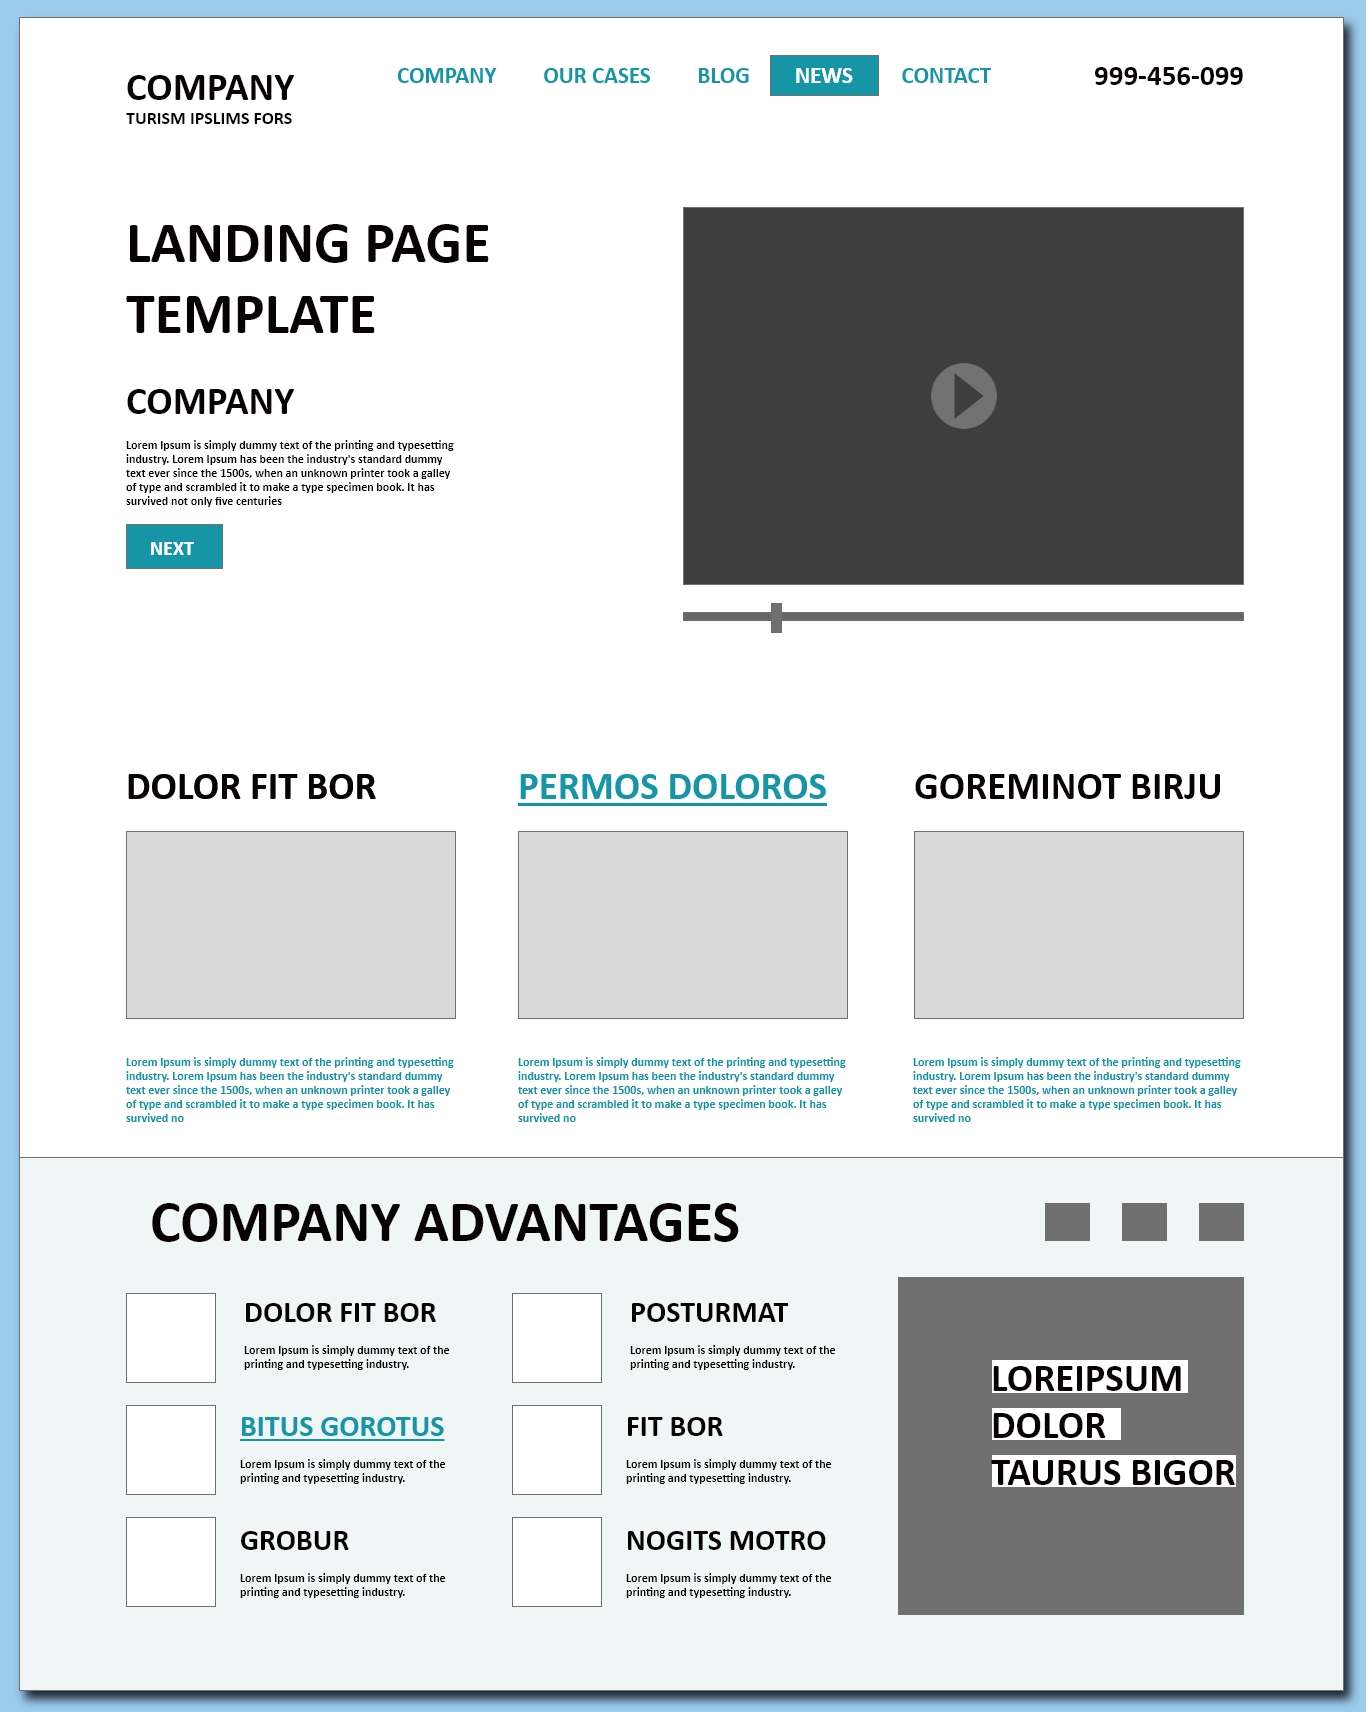 COMPANY
TURISM IPSLIMS FORS
COMPANY OUR CASES BLOG NEWS CONTACT
999-456-099
LANDING PAGE
TEMPLATE
COMPANY
Lorem Ipsum is simply dummy text of the printing and typesetting
industry. Lorem Ipsum has been the industry's standard dummy
text ever since the 1500s, when an unknown printer took a galley
of type and scrambled it to make a type specimen book. It has
survived not only five centuries
NEXT
DOLOR FIT BOR
Lorem Ipsum is simply dummy text of the printing and typesetting
industry. Lorem Ipsum has been the industry's standard dummy
text ever since the 1500s, when an unknown printer took a galley
of type and scrambled it to make a type specimen book. It has
survived no
PERMOS DOLOROS
Lorem Ipsum is simply dummy text of the printing and typesetting
industry. Lorem Ipsum has been the industry's standard dummy
text ever since the 1500s, when an unknown printer took a galley
of type and scrambled it to make a type specimen book. It has
survived no
GOREMINOT BIRJU
Lorem Ipsum is simply dummy text of the printing and typesetting
industry. Lorem Ipsum has been the industry's standard dummy
text ever since the 1500s, when an unknown printer took a galley
of type and scrambled it to make a type specimen book. It has
survived no
COMPANY ADVANTAGES
DOLOR FIT BOR
Lorem Ipsum is simply dummy text of the
printing and typesetting industry.
BITUS GOROTUS
Lorem Ipsum is simply dummy text of the
printing and typesetting industry.
GROBUR
Lorem Ipsum is simply dummy text of the
printing and typesetting industry.
POSTURMAT
Lorem Ipsum is simply dummy text of the
printing and typesetting industry.
FIT BOR
Lorem Ipsum is simply dummy text of the
printing and typesetting industry.
NOGITS MOTRO
Lorem Ipsum is simply dummy text of the
printing and typesetting industry.
LOREIPSUM
DOLOR
TAURUS BIGOR